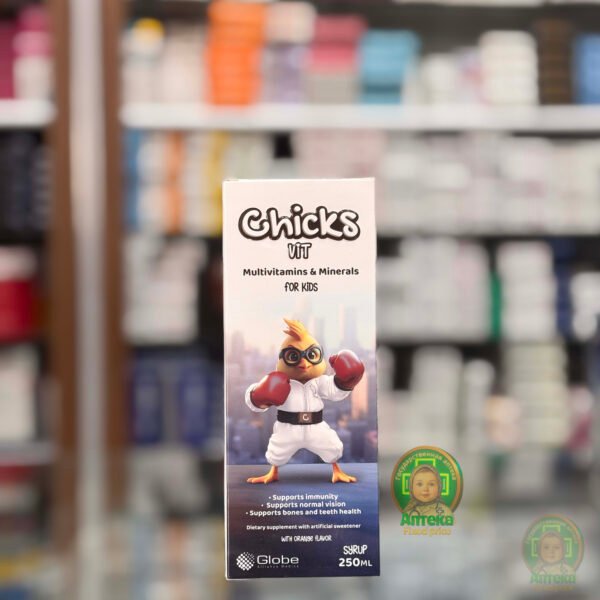 Chicks
VIT
Multivitamins & Minerals
FOR KIDS
• Supports immunity
• Supports normal vision
• Supports bones and teeth health
Dietary supplement with artificial sweetener
WITH ORANGE FLAVOR
Globe
SYRUP
250ML
Государственная Аптека
Аптека